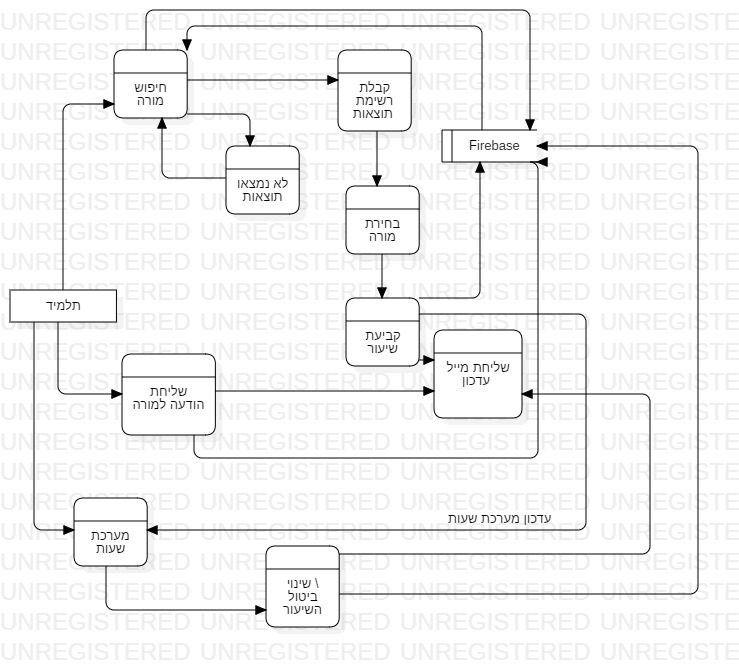 חיפוש
מורה
קבלת
רשימת
תוצאות
Firebase
לא נמצאו
תוצאות
בחירת
מורה
תלמיד
קביעת
שיעור
שליחת מייל
עדכון
שליחת
הודעה למורה
עדכון מערכת שעות
מערכת
שעות
שינוי \
ביטול
השיעור
UNREGISTERED UNREGISTERED UNREGISTERED UNREGISTE